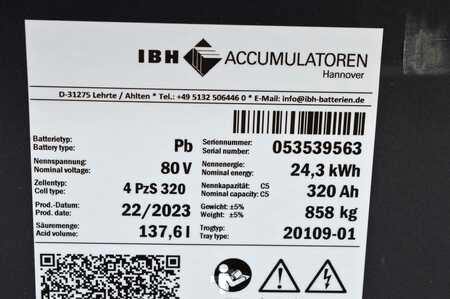 IBH ACCUMULATOREN
Hannover
D-31275 Lehrte / Ahlten * Tel.: +49 5132 506446 0 * E-Mail: info@ibh-batterien.de
Batterietyp:
Battery type:
Pb
Seriennummer:
Serial number:
053539563
Nennspannung:
Nominal voltage:
80 V
Nennenergie:
Nominal energy:
24,3 kWh
Zellentyp:
Cell type:
4 PzS 320
Nennkapazität: C5
Nominal capacity: C5
320 Ah
Prod.-Datum:
Prod. date:
22/2023
Gewicht: ±5%
Weight: ±5%
858 kg
Säuremenge:
Acid volume:
137,6 l
Trogtyp:
Tray type:
20109-01
Pb